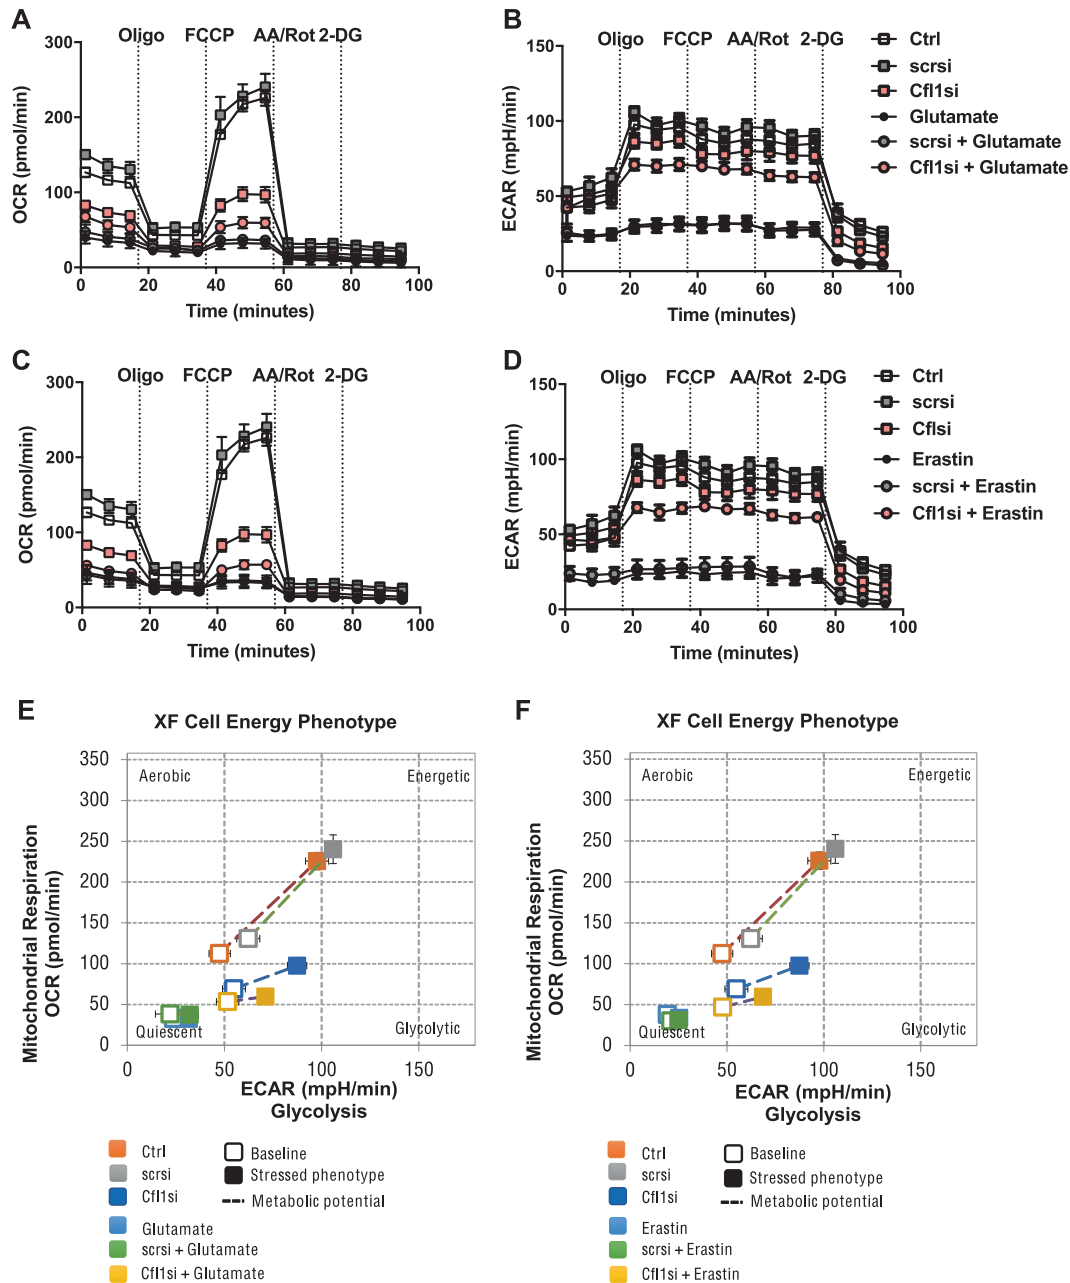 A
Oligo FCCP AA/Rot 2-DG
300
200
100
0
OCR (pmol/min)
0 20 40 60 80 100
Time (minutes)
B
Oligo FCCP AA/Rot 2-DG
150
100
50
0
ECAR (mpH/min)
0 20 40 60 80 100
Time (minutes)
Ctrl
scrsi
Cfl1si
Glutamate
scrsi + Glutamate
Cfl1si + Glutamate
C
Oligo FCCP AA/Rot 2-DG
300
200
100
0
OCR (pmol/min)
0 20 40 60 80 100
Time (minutes)
D
Oligo FCCP AA/Rot 2-DG
150
100
50
0
ECAR (mpH/min)
0 20 40 60 80 100
Time (minutes)
Ctrl
scrsi
Cflsi
Erastin
scrsi + Erastin
Cfl1si + Erastin
E
XF Cell Energy Phenotype
350
300
250
200
150
100
50
0
Mitochondrial Respiration
OCR (pmol/min)
Aerobic Energetic
Quiescent Glycolytic
0 50 100 150
ECAR (mpH/min)
Glycolysis
Ctrl
scrsi
Cfl1si
Glutamate
scrsi + Glutamate
Cfl1si + Glutamate
Baseline
Stressed phenotype
Metabolic potential
F
XF Cell Energy Phenotype
350
300
250
200
150
100
50
0
Mitochondrial Respiration
OCR (pmol/min)
Aerobic Energetic
Quiescent Glycolytic
0 50 100 150
ECAR (mpH/min)
Glycolysis
Ctrl
scrsi
Cfl1si
Erastin
scrsi + Erastin
Cfl1si + Erastin
Baseline
Stressed phenotype
Metabolic potential